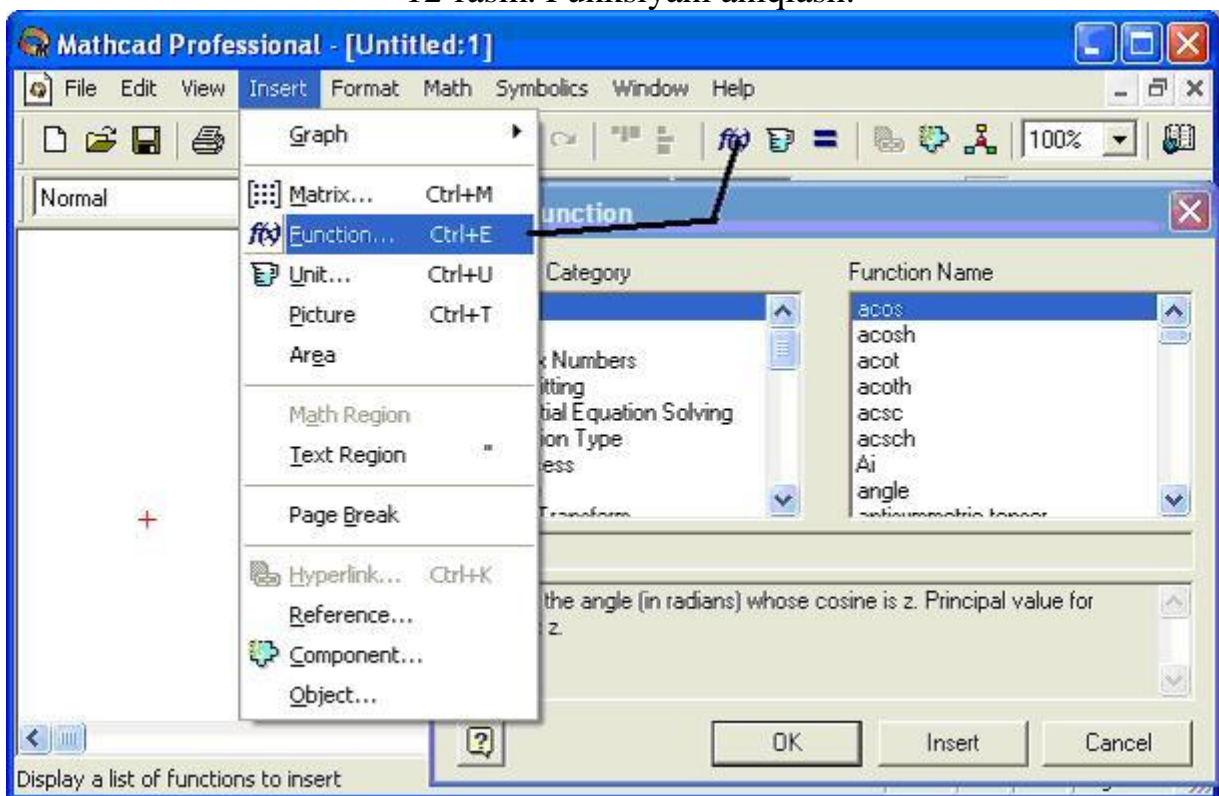 12-rasm. Funksiyani aniqlash.
Mathcad Professional - [Untitled:1]
File Edit View Insert Format Math Symbolics Window Help
100%
Normal
Graph
Matrix... Ctrl+M
f(x) Function... Ctrl+E
Unit... Ctrl+U
Picture Ctrl+T
Area
Math Region
Text Region "
Page Break
Hyperlink... Ctrl+K
Reference...
Component...
Object...
unction
Category
Numbers
itting
tial Equation Solving
ion Type
ess
Transform
Function Name
acos
acosh
acot
acoth
acsc
acsch
Ai
angle
antisymmetric tensor
the angle (in radians) whose cosine is z. Principal value for
z.
OK Insert Cancel
Display a list of functions to insert